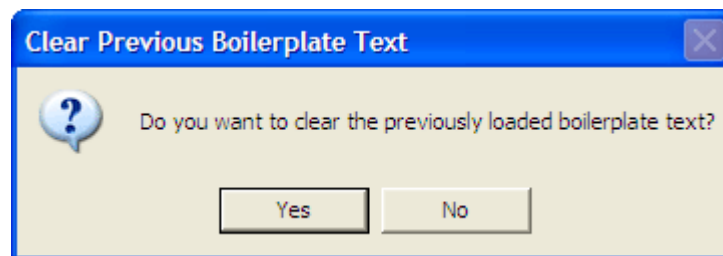 Clear Previous Boilerplate Text
Do you want to clear the previously loaded boilerplate text?
Yes No